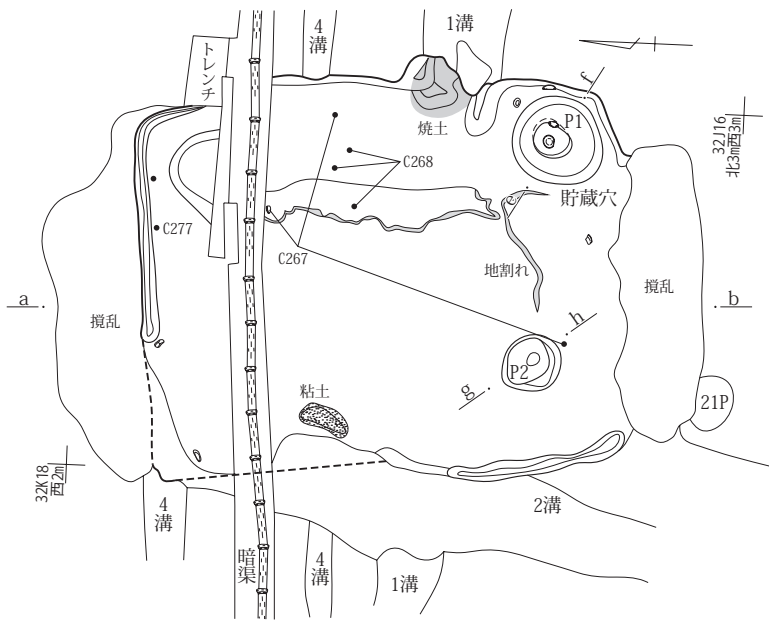 4溝
1溝
トレンチ
焼土
f
P1
32J16
北3m西3m
C268
貯蔵穴
e
C277
C267
地割れ
a
撹乱
撹乱
b
h
P2
g
粘土
21P
32K18
西2m
4溝
2溝
暗渠
4溝
1溝